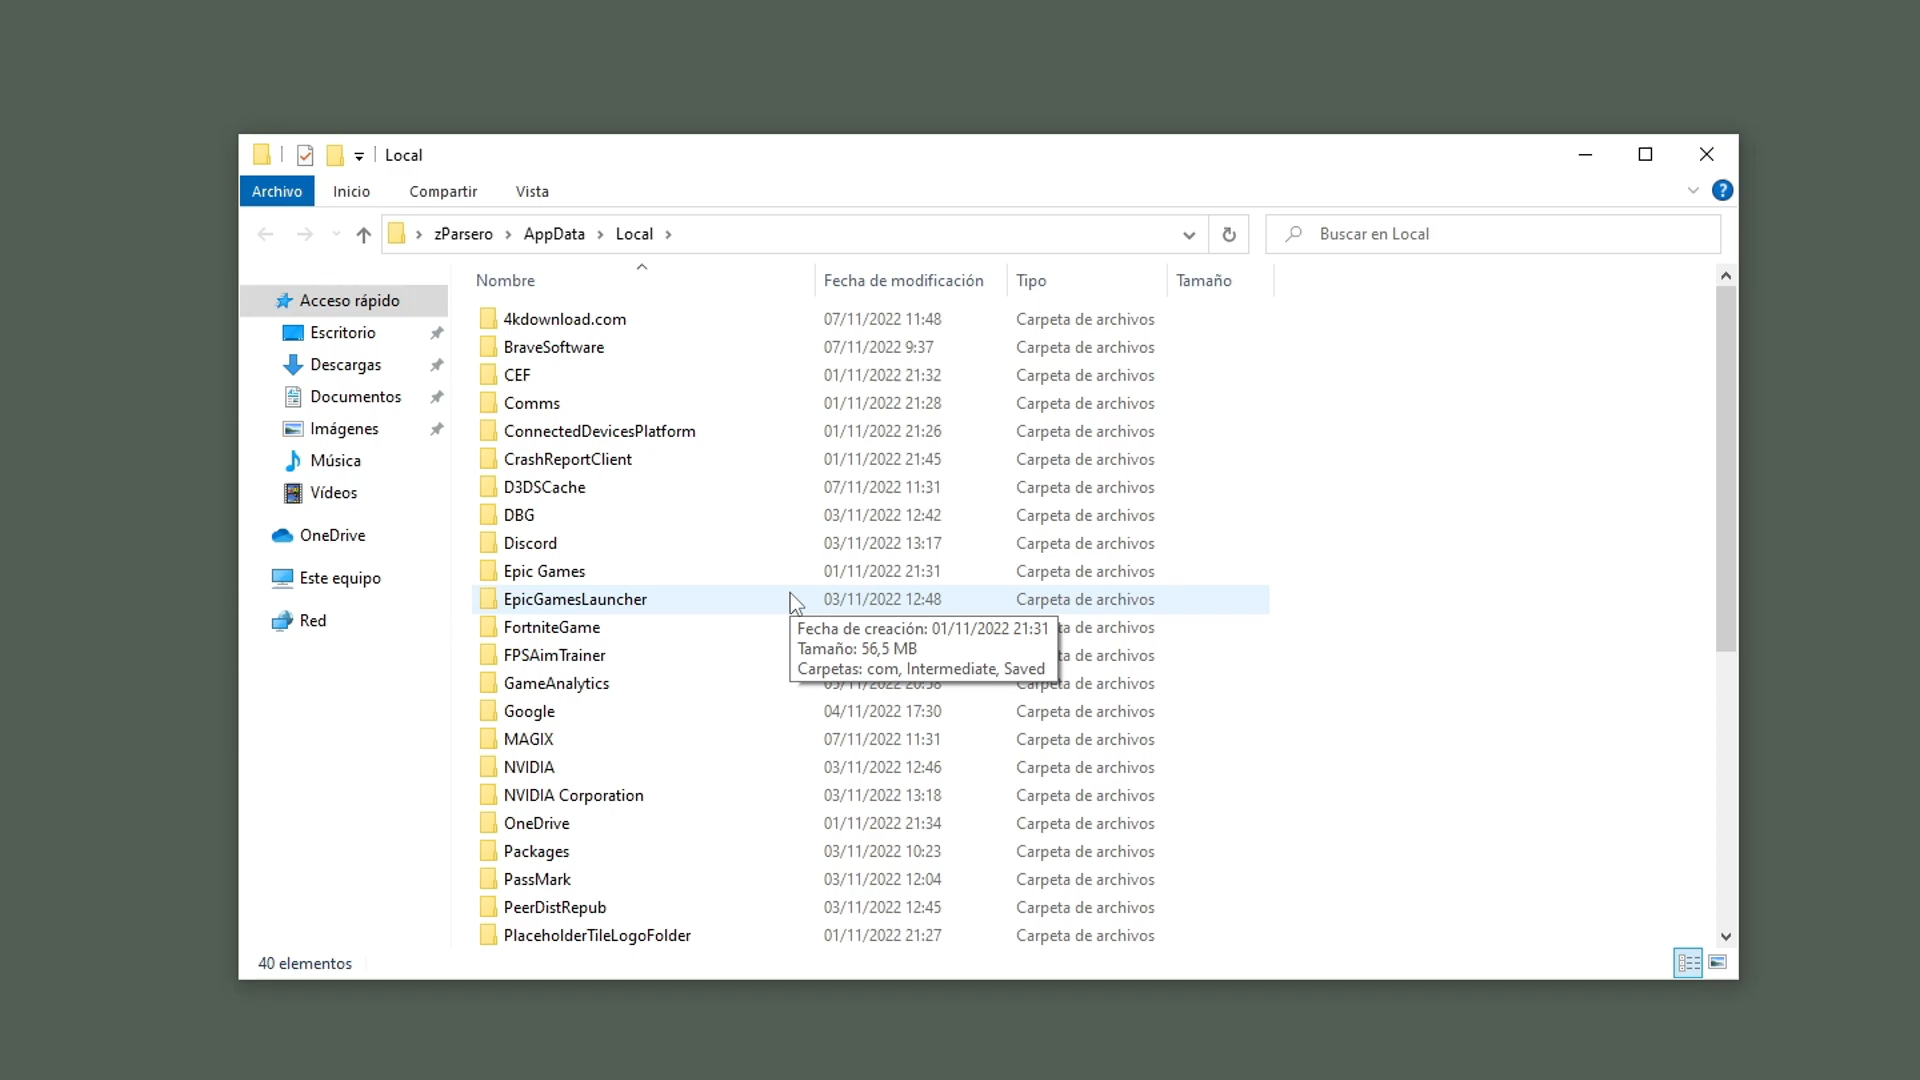 Local
Archivo Inicio Compartir Vista
zParsero AppData Local
Buscar en Local
Nombre Fecha de modificación Tipo Tamaño
Acceso rápido
Escritorio
Descargas
Documentos
Imágenes
Música
Vídeos
OneDrive
Este equipo
Red
4kdownload.com 07/11/2022 11:48 Carpeta de archivos
BraveSoftware 07/11/2022 9:37 Carpeta de archivos
CEF 01/11/2022 21:32 Carpeta de archivos
Comms 01/11/2022 21:28 Carpeta de archivos
ConnectedDevicesPlatform 01/11/2022 21:26 Carpeta de archivos
CrashReportClient 01/11/2022 21:45 Carpeta de archivos
D3DSCache 07/11/2022 11:31 Carpeta de archivos
DBG 03/11/2022 12:42 Carpeta de archivos
Discord 03/11/2022 13:17 Carpeta de archivos
Epic Games 01/11/2022 21:31 Carpeta de archivos
EpicGamesLauncher 03/11/2022 12:48 Carpeta de archivos
FortniteGame
Fecha de creación: 01/11/2022 21:31
Tamaño: 56,5 MB
Carpetas: com, Intermediate, Saved
de archivos
FPSAimTrainer de archivos
GameAnalytics Carpeta de archivos
Google 04/11/2022 17:30 Carpeta de archivos
MAGIX 07/11/2022 11:31 Carpeta de archivos
NVIDIA 03/11/2022 12:46 Carpeta de archivos
NVIDIA Corporation 03/11/2022 13:18 Carpeta de archivos
OneDrive 01/11/2022 21:34 Carpeta de archivos
Packages 03/11/2022 10:23 Carpeta de archivos
PassMark 03/11/2022 12:04 Carpeta de archivos
PeerDistRepub 03/11/2022 12:45 Carpeta de archivos
PlaceholderTileLogoFolder 01/11/2022 21:27 Carpeta de archivos
40 elementos